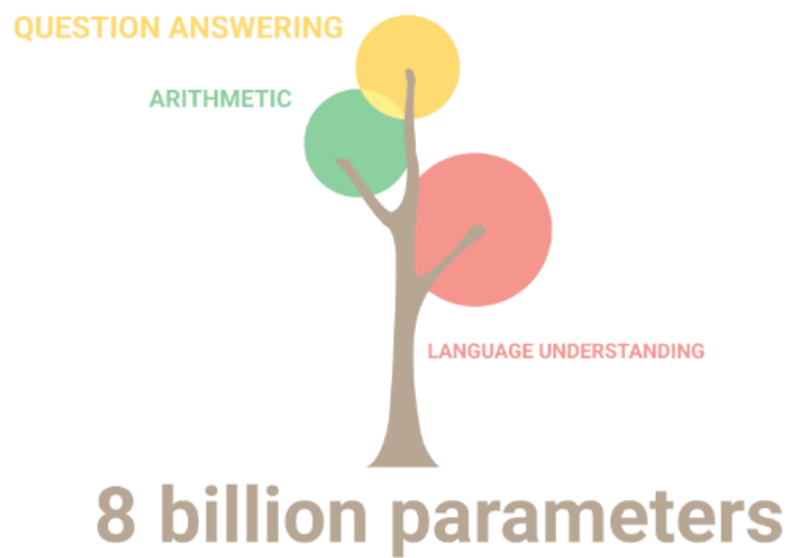 QUESTION ANSWERING
ARITHMETIC
LANGUAGE UNDERSTANDING
8 billion parameters